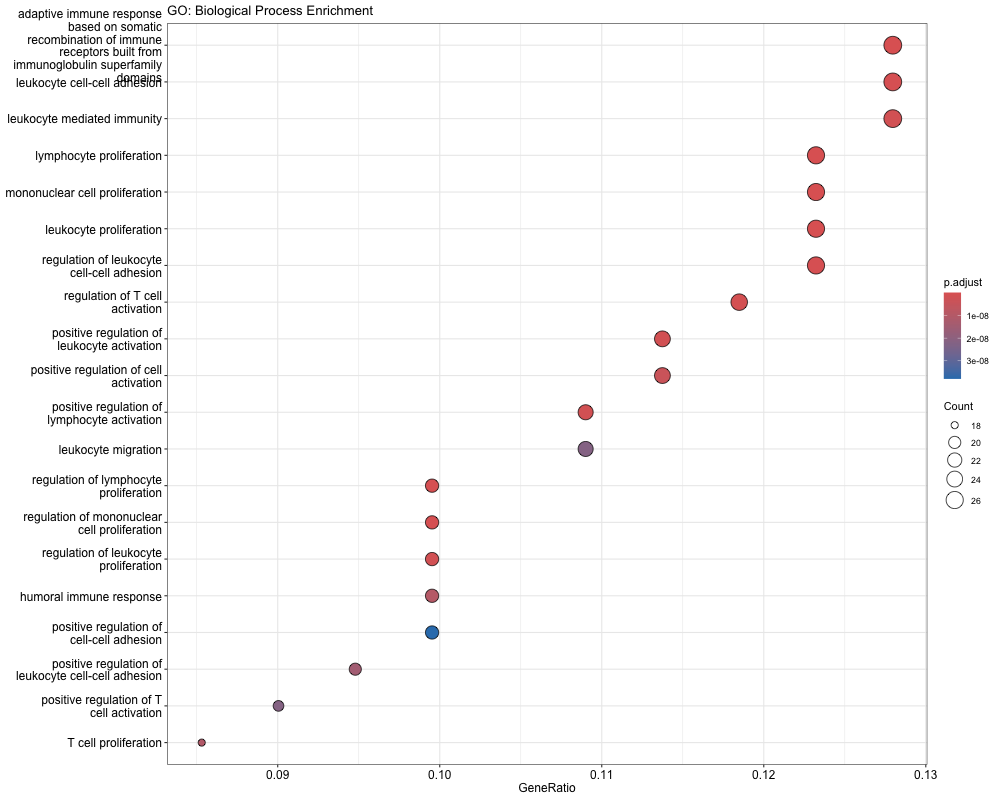 GO: Biological Process Enrichment
adaptive immune response
based on somatic
recombination of immune
receptors built from
immunoglobulin superfamily
domains
leukocyte cell-cell adhesion
leukocyte mediated immunity
lymphocyte proliferation
mononuclear cell proliferation
leukocyte proliferation
regulation of leukocyte
cell-cell adhesion
regulation of T cell
activation
positive regulation of
leukocyte activation
positive regulation of cell
activation
positive regulation of
lymphocyte activation
leukocyte migration
regulation of lymphocyte
proliferation
regulation of mononuclear
cell proliferation
regulation of leukocyte
proliferation
humoral immune response
positive regulation of
cell-cell adhesion
positive regulation of
leukocyte cell-cell adhesion
positive regulation of T
cell activation
T cell proliferation
0.09 0.10 0.11 0.12 0.13
GeneRatio
p.adjust
1e-08
2e-08
3e-08
Count
18
20
22
24
26